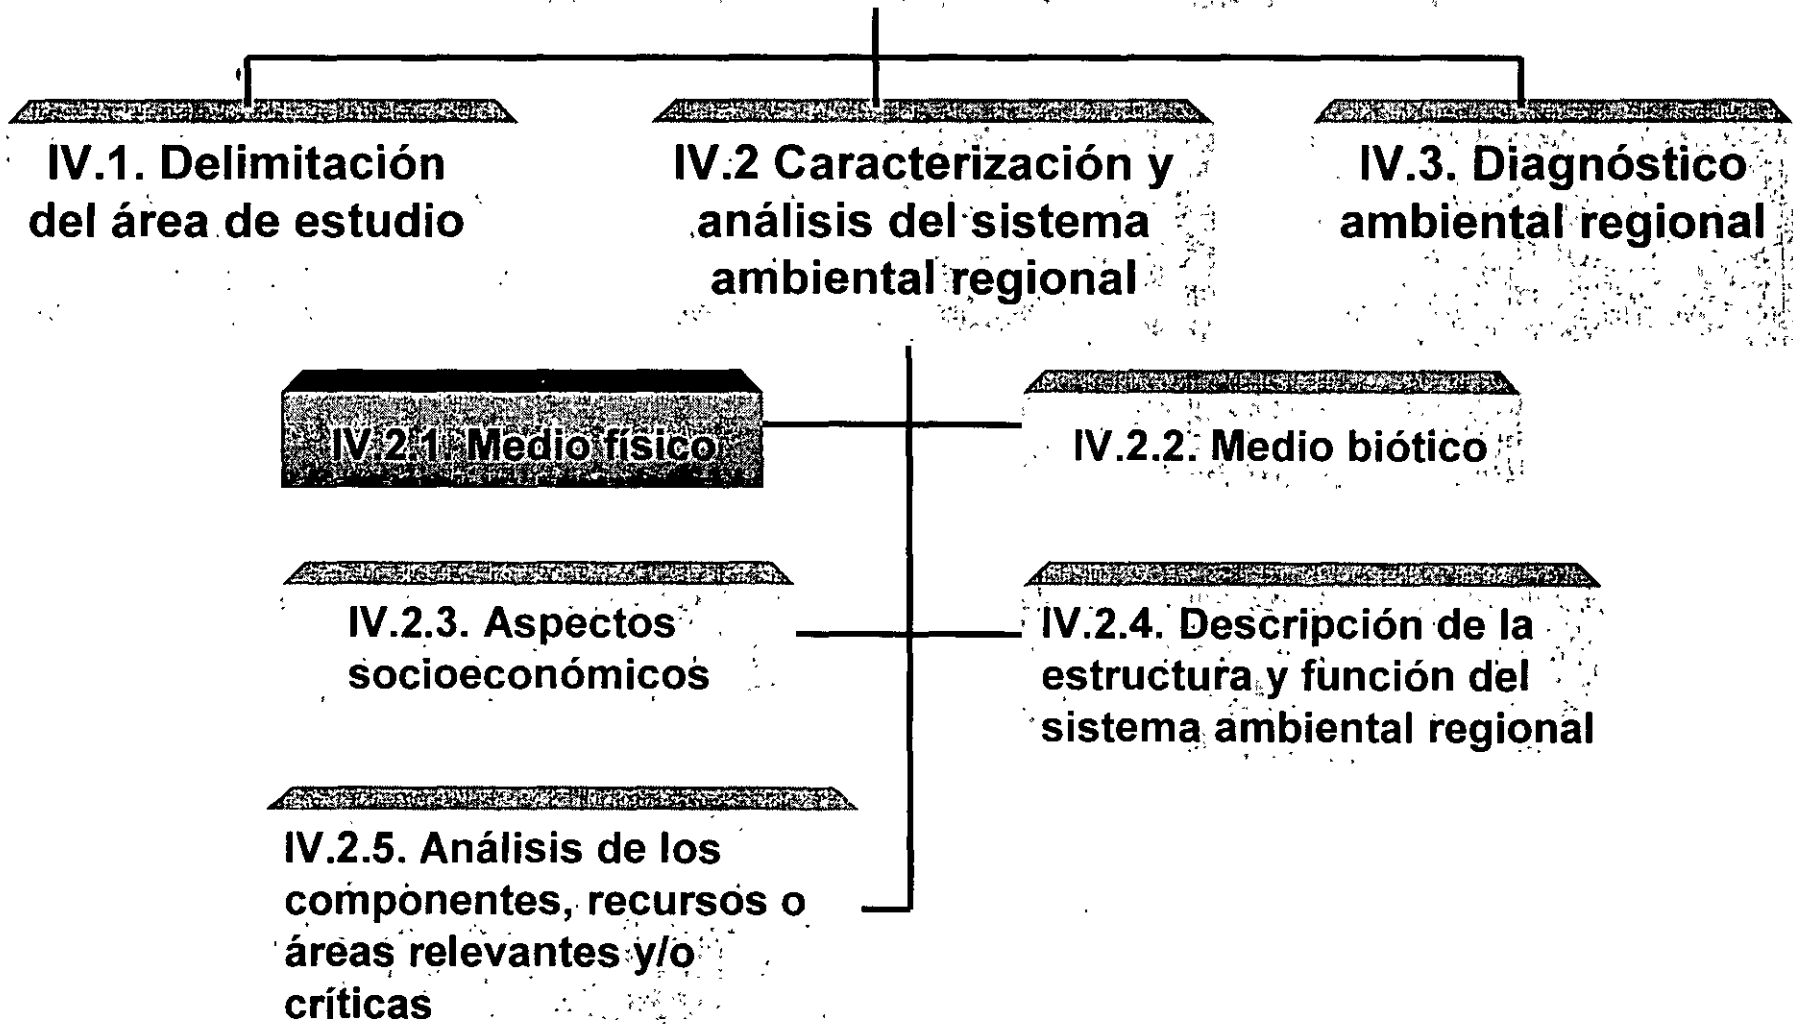 IV.1. Delimitación
del área de estudio
IV.2 Caracterización y
análisis del sistema
ambiental regional
IV.3. Diagnóstico
ambiental regional
IV.2.1. Medio físico
IV.2.2. Medio biótico
IV.2.3. Aspectos
socioeconómicos
IV.2.4. Descripción de la
estructura y función del
sistema ambiental regional
IV.2.5. Análisis de los
componentes, recursos o
áreas relevantes y/o
críticas